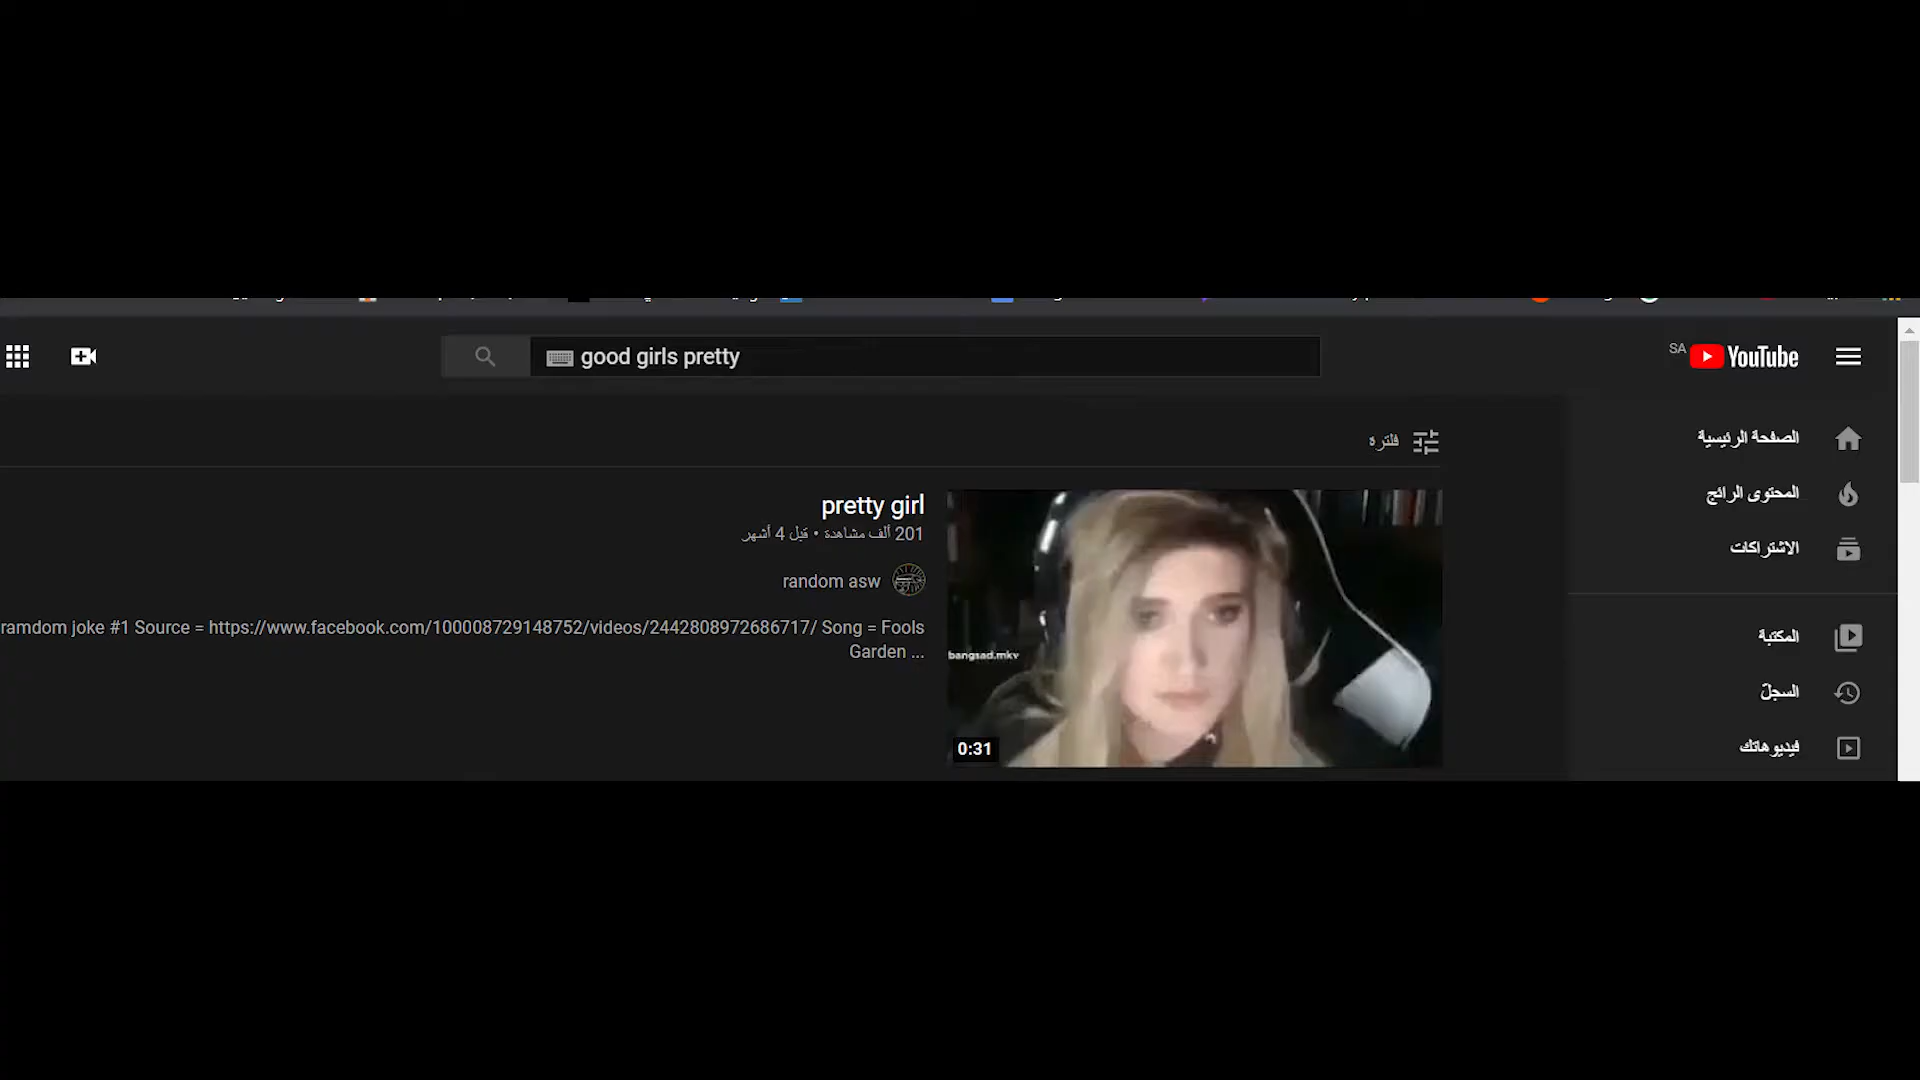 good girls pretty
SA
YouTube
فلتره
الصفحة الرئيسية
المحتوى الرائج
الاشتراكات
المكتبة
السجلّ
فيديوهاتك
pretty girl
201 ألف مشاهدة • قبل 4 أشهر
random asw
ramdom joke #1 Source = https://www.facebook.com/100008729148752/videos/2442808972686717/ Song = Fools
Garden ...
bangsad.mkv
0:31